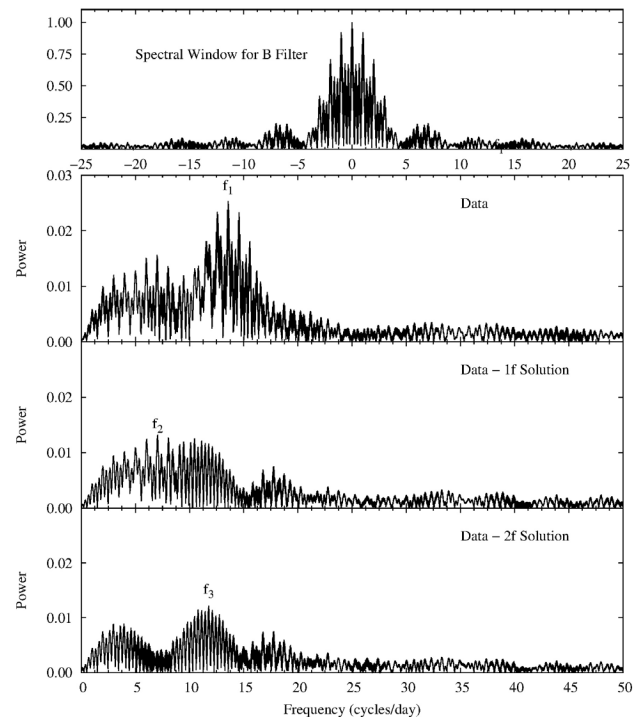 1.00
Spectral Window for B Filter
0.75
0.50
0.25
−25 −20 −15 −10 −5 0 5 10 15 20 25
0.03
f1
Data
0.02
Power
0.01
0.00
Data − 1f Solution
0.02
Power
f2
0.01
0.00
Data − 2f Solution
0.02
Power
f3
0.01
0.00
0 5 10 15 20 25 30 35 40 45 50
Frequency (cycles/day)